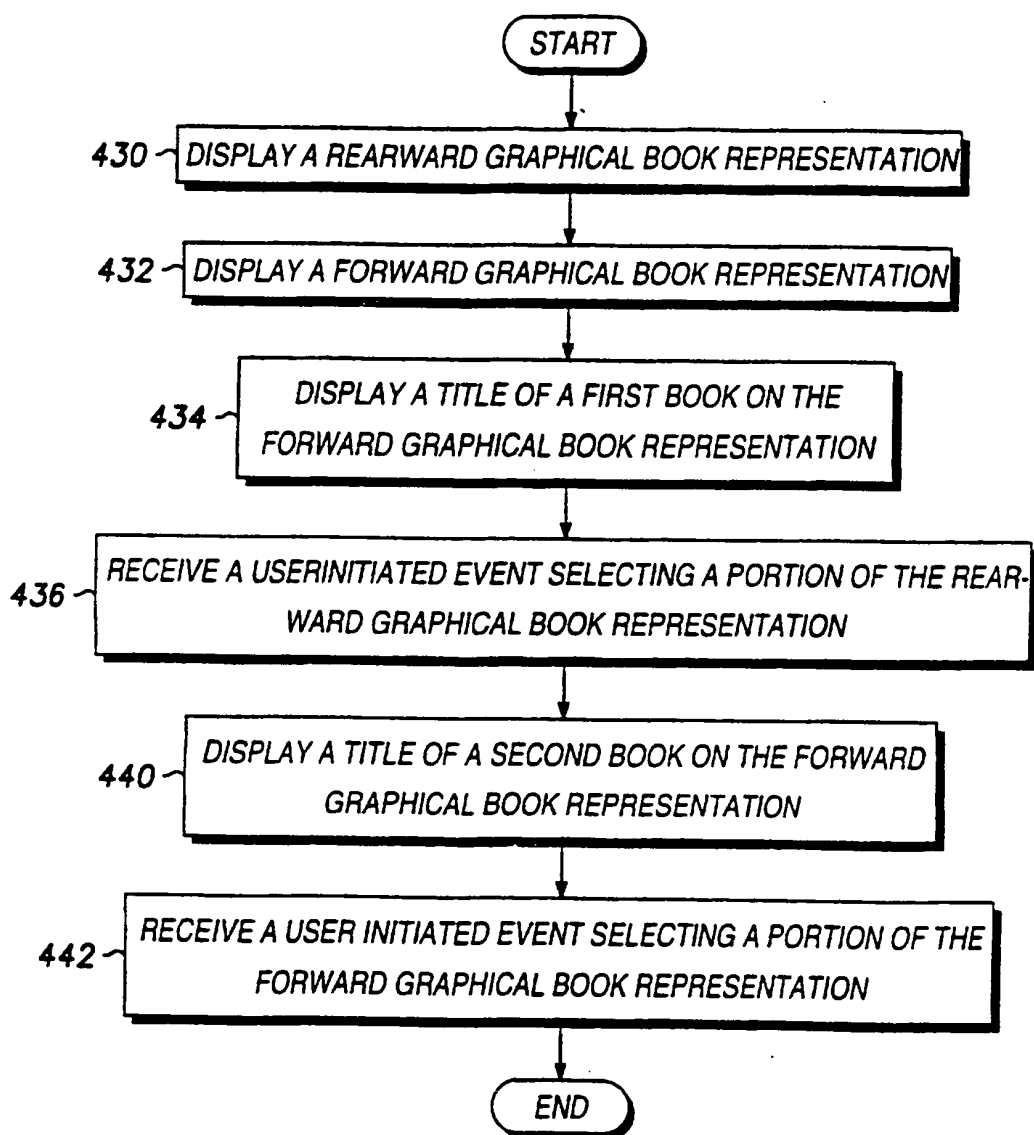 START
430 DISPLAY A REARWARD GRAPHICAL BOOK REPRESENTATION
432 DISPLAY A FORWARD GRAPHICAL BOOK REPRESENTATION
434 DISPLAY A TITLE OF A FIRST BOOK ON THE
FORWARD GRAPHICAL BOOK REPRESENTATION
436 RECEIVE A USERINITIATED EVENT SELECTING A PORTION OF THE REAR-
WARD GRAPHICAL BOOK REPRESENTATION
440 DISPLAY A TITLE OF A SECOND BOOK ON THE FORWARD
GRAPHICAL BOOK REPRESENTATION
442 RECEIVE A USER INITIATED EVENT SELECTING A PORTION OF THE
FORWARD GRAPHICAL BOOK REPRESENTATION
END